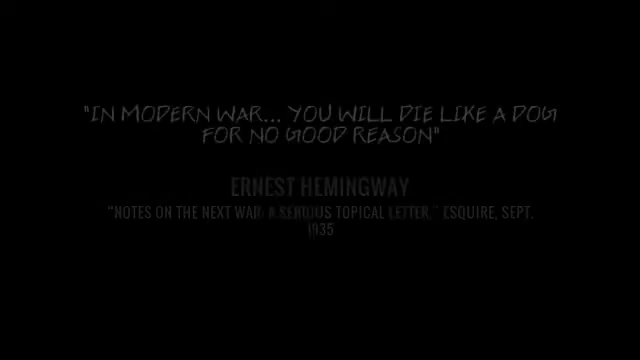 "IN MODERN WAR... YOU WILL DIE LIKE A DOG
FOR NO GOOD REASON"
ERNEST HEMINGWAY
"NOTES ON THE NEXT WAR: A SERIOUS TOPICAL LETTER," ESQUIRE, SEPT.
1935